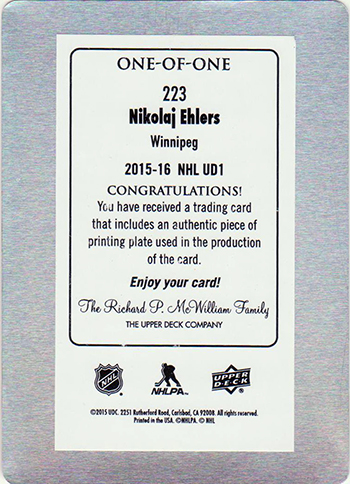 ONE-OF-ONE
223
Nikolaj Ehlers
Winnipeg
2015-16 NHL UD1
CONGRATULATIONS!
You have received a trading card
that includes an authentic piece of
printing plate used in the production
of the card.
Enjoy your card!
The Richard P. McWilliam Family
THE UPPER DECK COMPANY
NHL NHLPA™ UPPER DECK
©2015 UDC. 2251 Rutherford Road, Carlsbad, CA 92008. All rights reserved.
Printed in the USA. ©NHLPA. © NHL